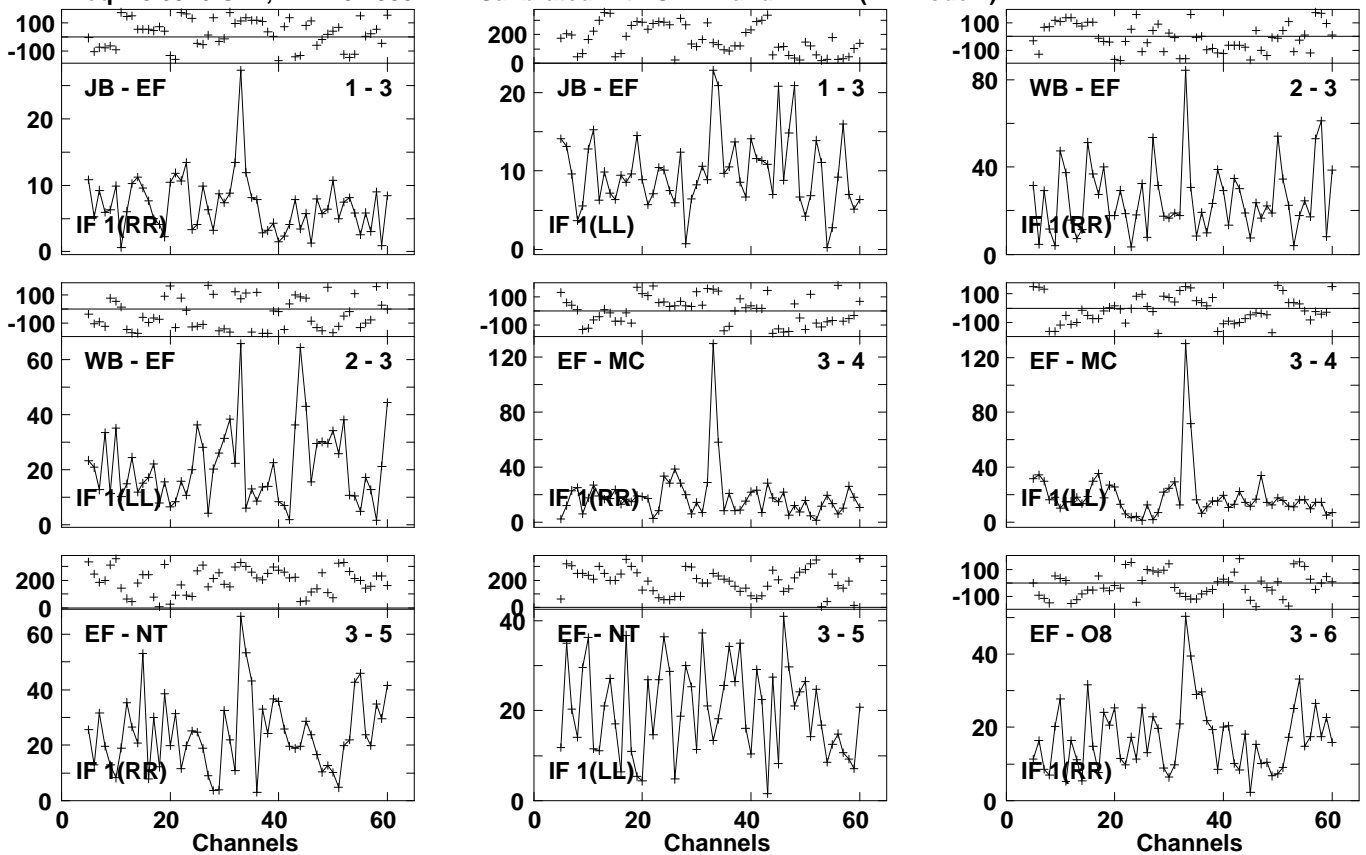 100
-100
JB - EF 1 - 3
20
10
0
IF 1(RR)
200
0
JB - EF 1 - 3
20
10
0
IF 1(LL)
100
-100
WB - EF 2 - 3
80
40
0
IF 1(RR)
100
-100
WB - EF 2 - 3
60
40
20
0
IF 1(LL)
100
-100
EF - MC 3 - 4
120
80
40
0
IF 1(RR)
100
-100
EF - MC 3 - 4
120
80
40
0
IF 1(LL)
200
0
EF - NT 3 - 5
60
40
20
0
IF 1(RR)
0 20 40 60
Channels
200
0
EF - NT 3 - 5
40
20
0
IF 1(LL)
0 20 40 60
Channels
100
-100
EF - O8 3 - 6
40
20
0
IF 1(RR)
0 20 40 60
Channels